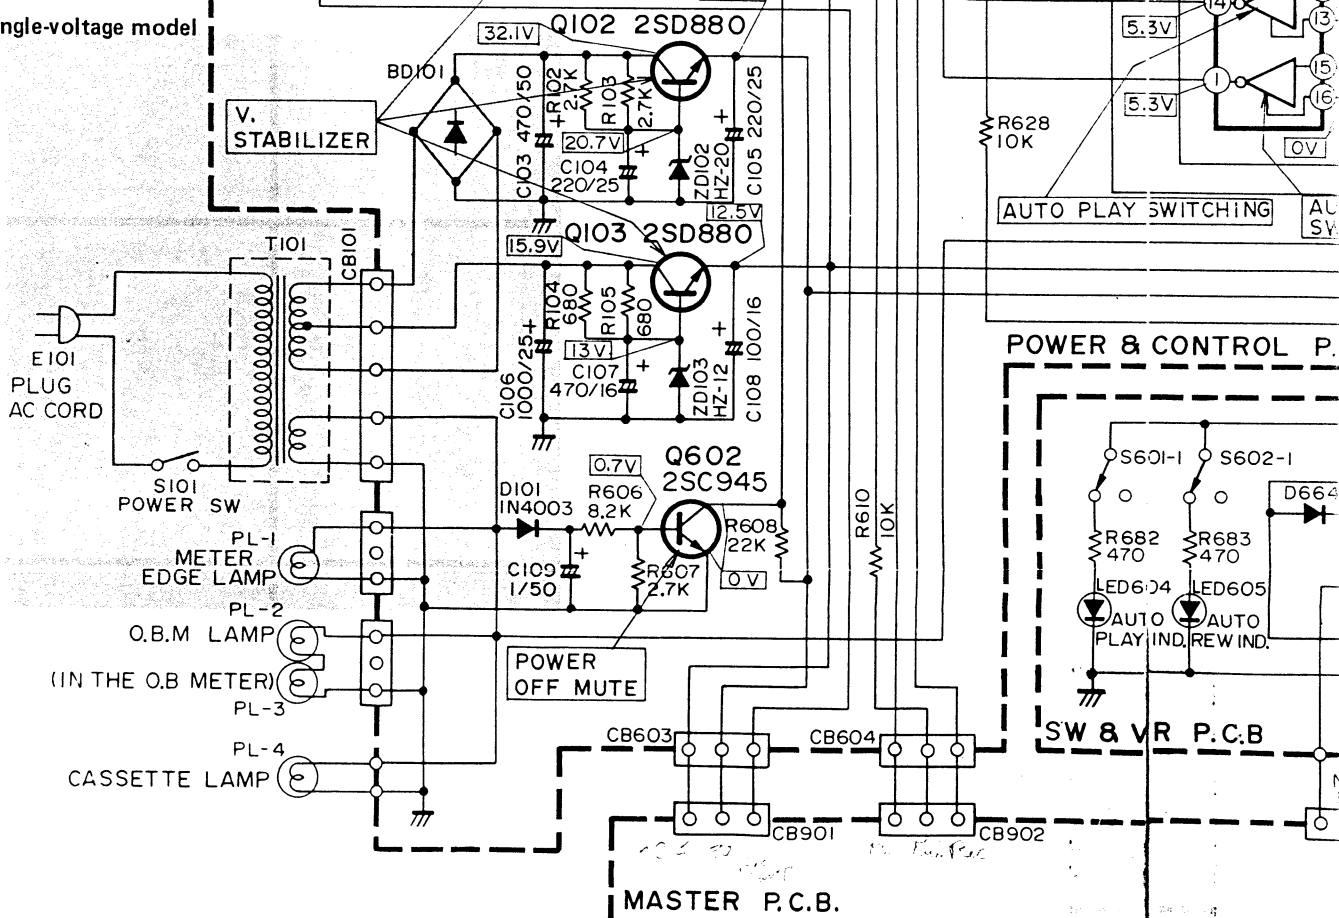 ngle-voltage model
Q102 2SD880
32.1V
14
13
5.3V
15
1
16
5.3V
0V
BD101
V.
STABILIZER
C103 470/50
R102
2.7K
R103
2.7K
20.7V
C104
220/25
ZD102
HZ-20
C105 220/25
R628
10K
AUTO PLAY SWITCHING
AU
SW
12.5V
Q103 2SD880
15.9V
T101
CB101
C106
1000/25
R104
680
R105
680
13V
C107
470/16
ZD103
HZ-12
C108 100/16
E101
PLUG
AC CORD
S101
POWER SW
POWER & CONTROL P.
Q602
2SC945
0.7V
D101
1N4003
R606
8.2K
R608
22K
R610
10K
C109
1/50
R607
2.7K
0V
S601-1
S602-1
D664
R682
470
R683
470
LED604
AUTO
PLAY IND.
LED605
AUTO
REWIND.
PL-1
METER
EDGE LAMP
PL-2
O.B.M LAMP
(IN THE O.B METER)
PL-3
PL-4
CASSETTE LAMP
POWER
OFF MUTE
CB603
CB604
SW & VR P.C.B
CB901
CB902
MASTER P.C.B.